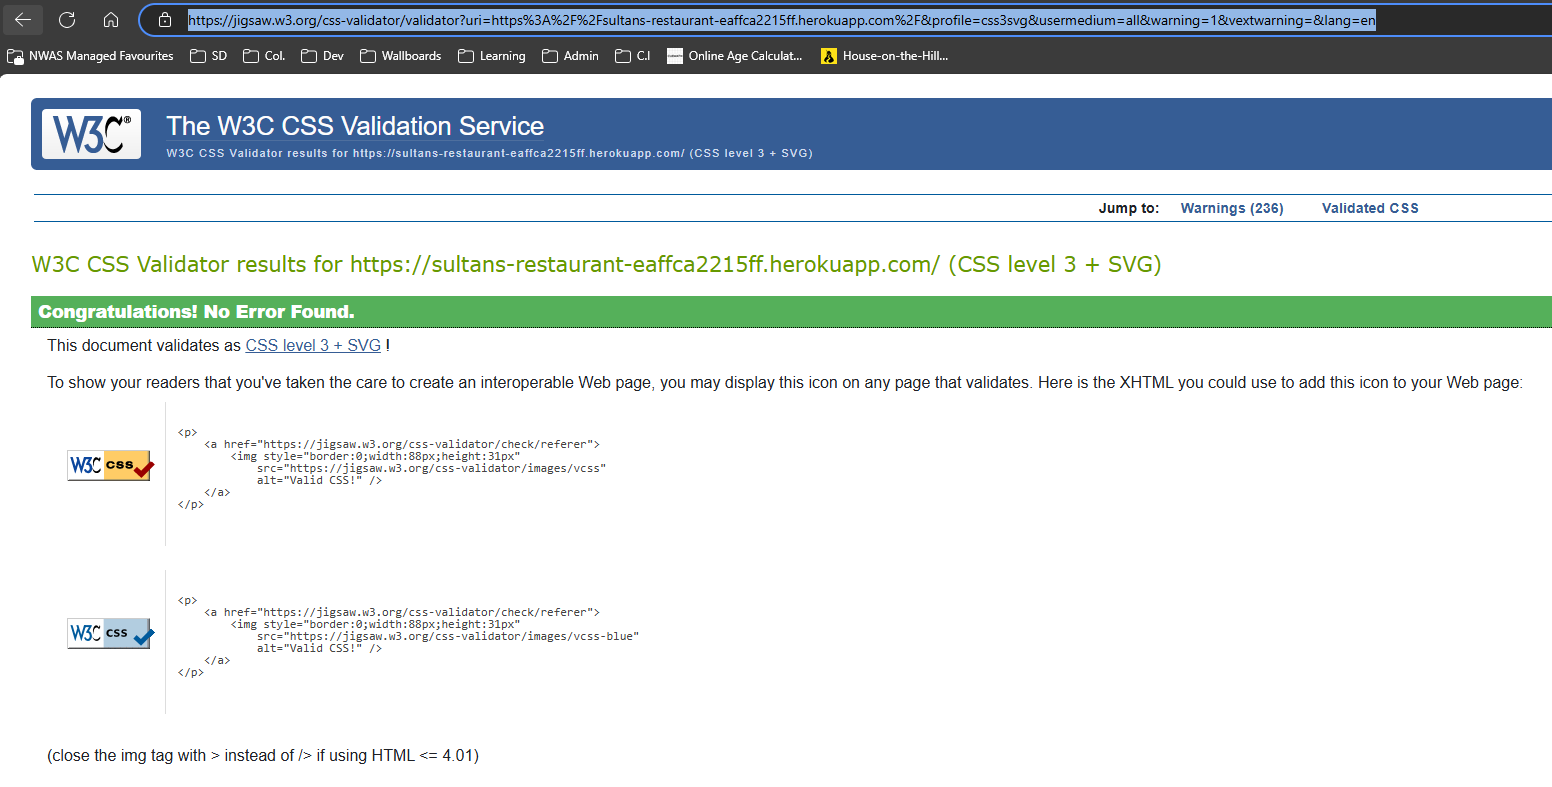 https://jigsaw.w3.org/css-validator/validator?uri=https%3A%2F%2Fsultans-restaurant-eaffca2215ff.herokuapp.com%2F&profile=css3svg&usermedium=all&warning=1&vextwarning=&lang=en
NWAS Managed Favourites SD Col. Dev Wallboards Learning Admin C.I Online Age Calculat... House-on-the-Hill...
W3C® The W3C CSS Validation Service
W3C CSS Validator results for https://sultans-restaurant-eaffca2215ff.herokuapp.com/ (CSS level 3 + SVG)
Jump to: Warnings (236) Validated CSS
W3C CSS Validator results for https://sultans-restaurant-eaffca2215ff.herokuapp.com/ (CSS level 3 + SVG)
Congratulations! No Error Found.
This document validates as CSS level 3 + SVG !
To show your readers that you've taken the care to create an interoperable Web page, you may display this icon on any page that validates. Here is the XHTML you could use to add this icon to your Web page:
W3C css
<p>
<a href="https://jigsaw.w3.org/css-validator/check/referer">
<img style="border:0;width:88px;height:31px"
src="https://jigsaw.w3.org/css-validator/images/vcss"
alt="Valid CSS!" />
</a>
</p>
W3C css
<p>
<a href="https://jigsaw.w3.org/css-validator/check/referer">
<img style="border:0;width:88px;height:31px"
src="https://jigsaw.w3.org/css-validator/images/vcss-blue"
alt="Valid CSS!" />
</a>
</p>
(close the img tag with > instead of /> if using HTML <= 4.01)